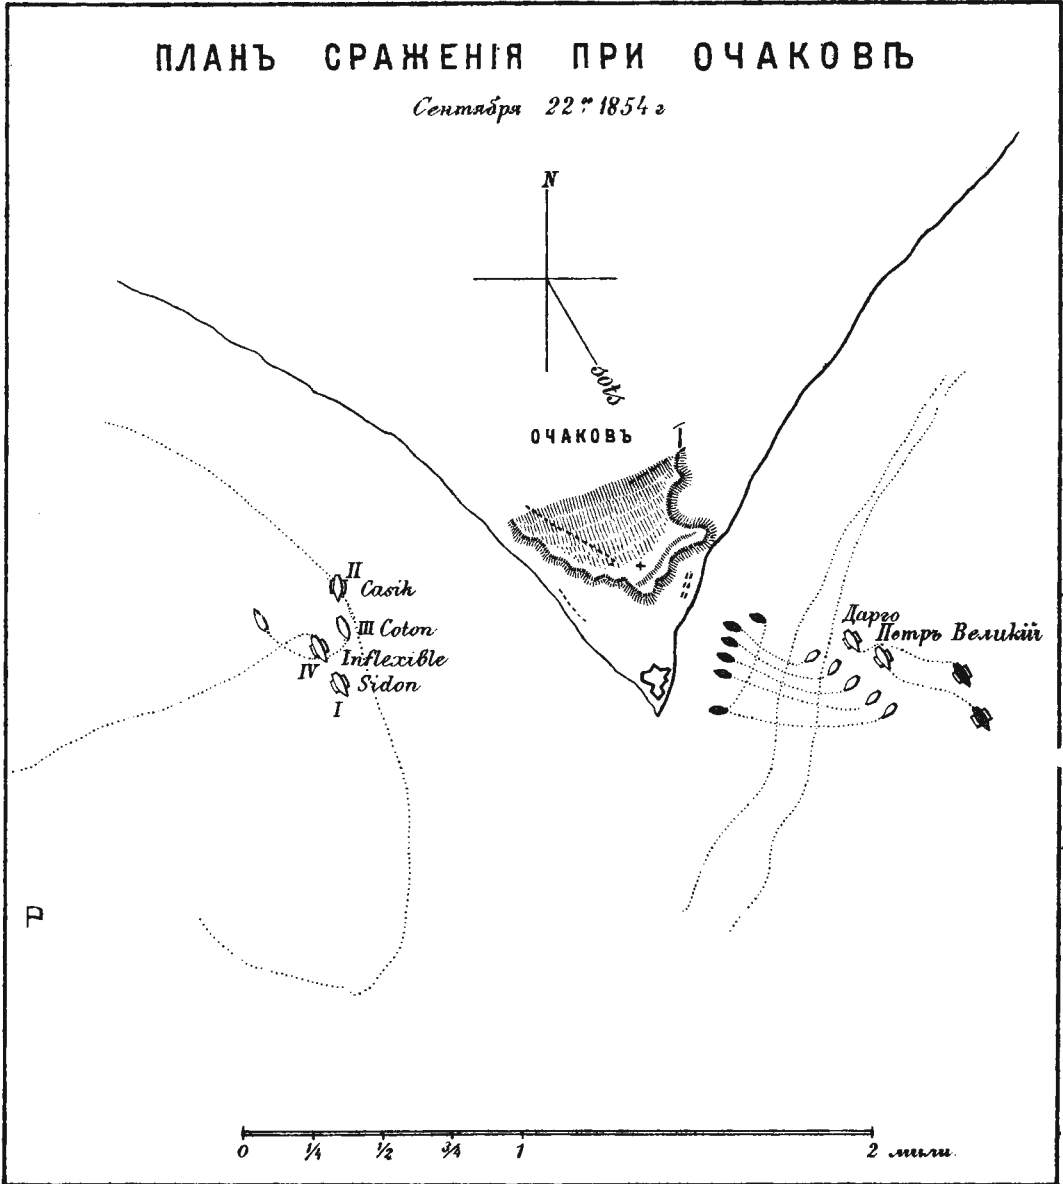 ПЛАНЪ СРАЖЕНІЯ ПРИ ОЧАКОВѢ
Сентября 22го 1854 г
N
ОЧАКОВЪ
II
Casik
III Coton
IV
Inflexible
Sidon
I
Дарго
Петръ Великій
P
0 1/4 1/2 3/4 1 2 мили.